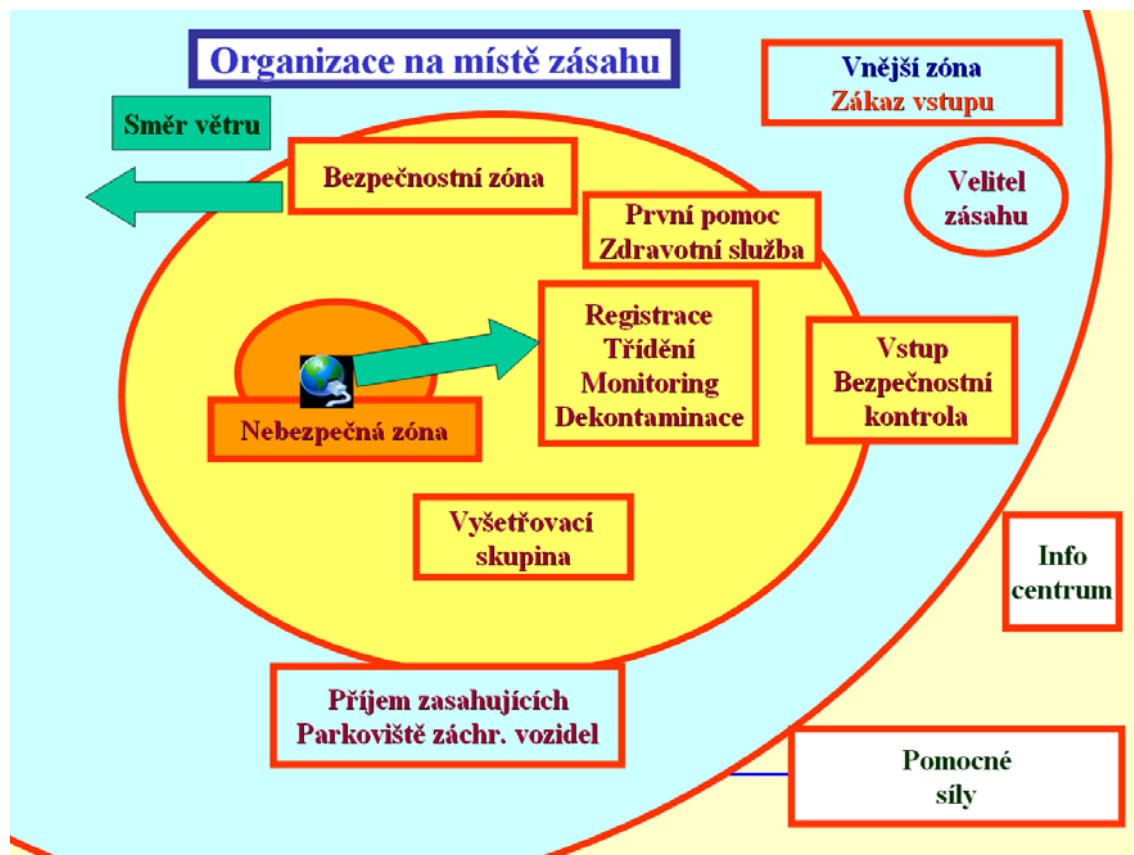 Organizace na místě zásahu
Vnější zóna
Zákaz vstupu
Směr větru
Bezpečnostní zóna
Velitel
zásahu
První pomoc
Zdravotní služba
Registrace
Třídění
Monitoring
Dekontaminace
Vstup
Bezpečnostní
kontrola
Nebezpečná zóna
Vyšetřovací
skupina
Info
centrum
Příjem zasahujících
Parkoviště záchr. vozidel
Pomocné
síly